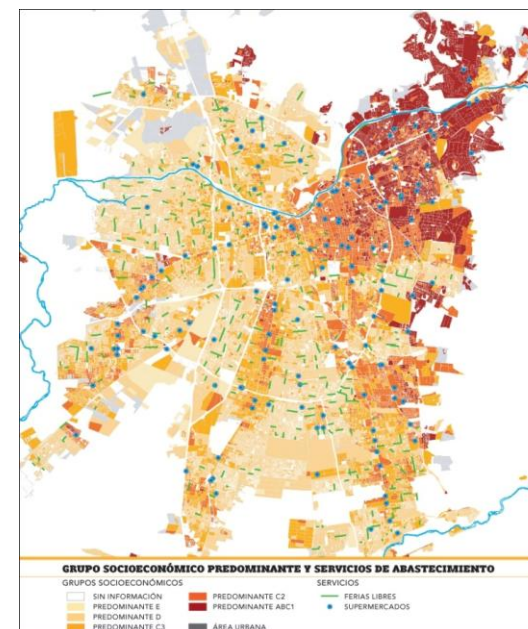 GRUPO SOCIOECONÓMICO PREDOMINANTE Y SERVICIOS DE ABASTECIMIENTO
GRUPOS SOCIOECONÓMICOS
SIN INFORMACIÓN
PREDOMINANTE E
PREDOMINANTE D
PREDOMINANTE C3
PREDOMINANTE C2
PREDOMINANTE ABC1
ÁREA URBANA
SERVICIOS
FERIAS LIBRES
SUPERMERCADOS